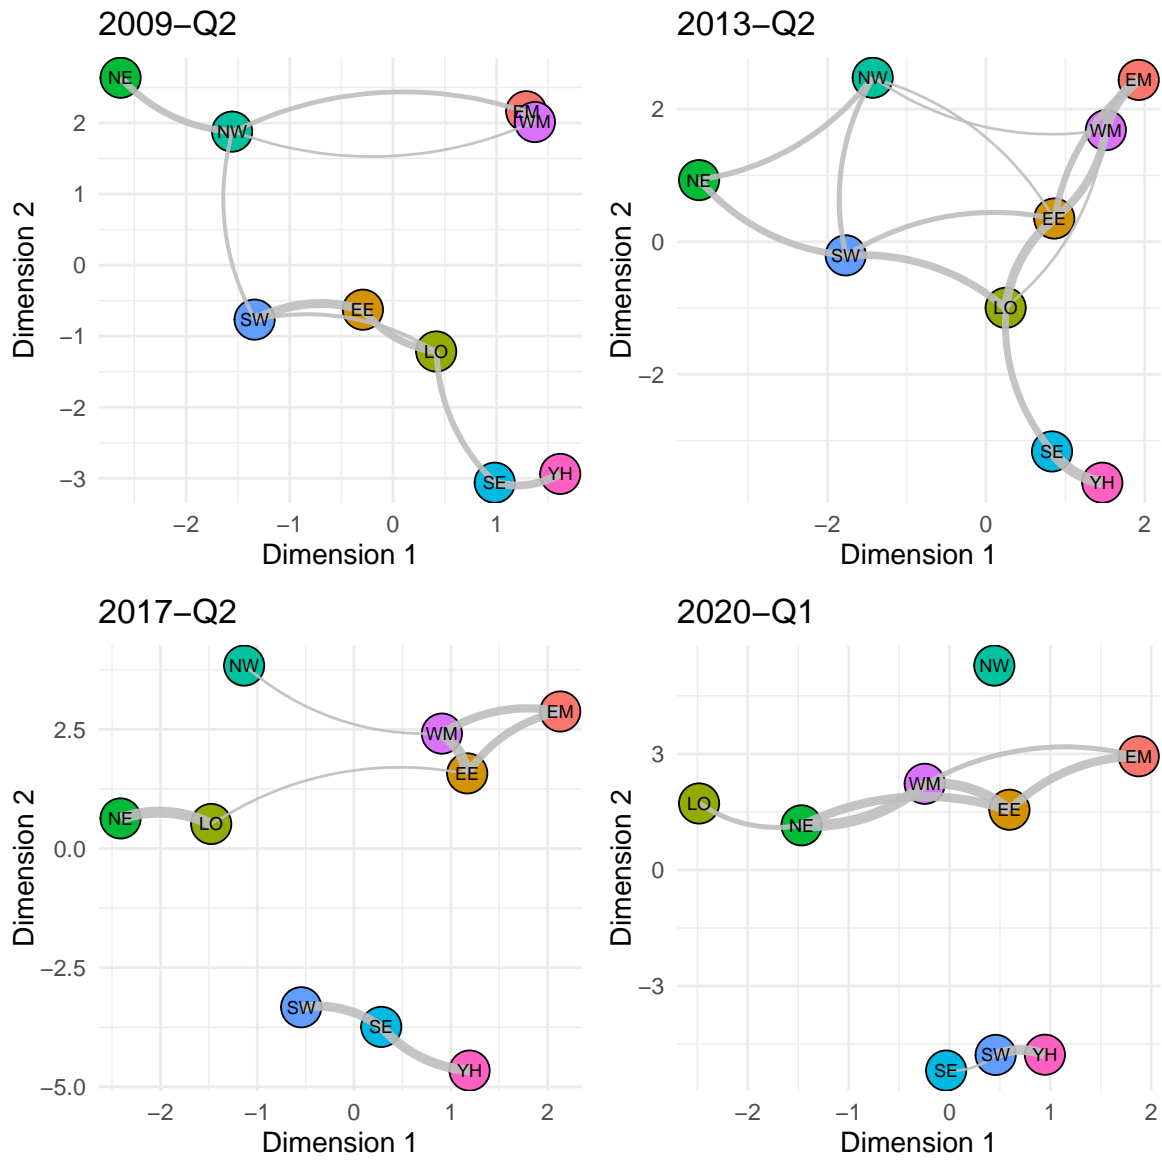 2009−Q2
NE
NW
EM
WM
SW
EE
LO
SE
YH
2
1
0
−1
−2
−3
−2
−1
0
1
Dimension 1
Dimension 2
2013−Q2
NW
EM
WM
NE
EE
SW
LO
SE
YH
2
0
−2
−2
0
2
Dimension 1
Dimension 2
2017−Q2
NW
EM
WM
EE
NE
LO
SW
SE
YH
2.5
0.0
−2.5
−5.0
−2
−1
0
1
2
Dimension 1
Dimension 2
2020−Q1
NW
EM
WM
LO
EE
NE
SW
YH
SE
3
0
−3
−2
−1
0
1
2
Dimension 1
Dimension 2